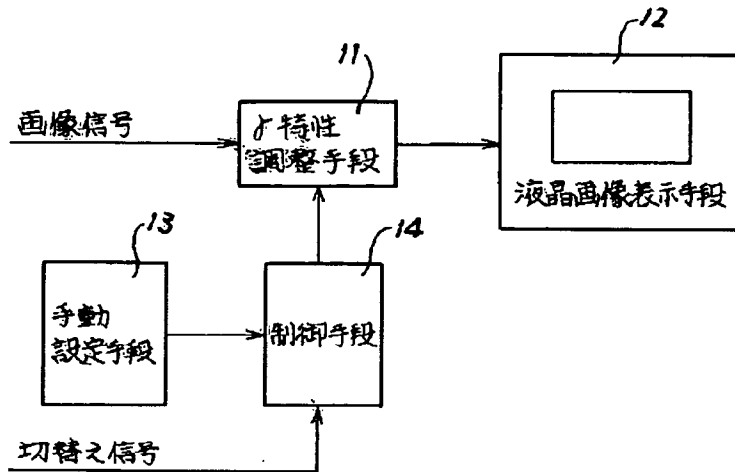 11
12
画像信号
γ特性
調整手段
液晶画像表示手段
13
14
手動
設定手段
制御手段
切替え信号